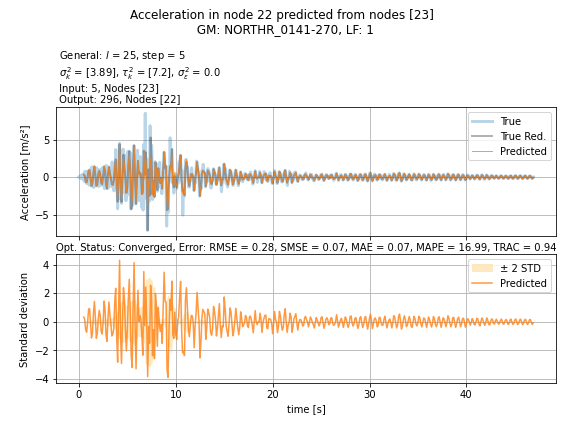 Acceleration in node 22 predicted from nodes [23]
GM: NORTHR_0141-270, LF: 1
General: l = 25, step = 5
σ²ₖ = [3.89], τ²ₖ = [7.2], σ²ε = 0.0
Input: 5, Nodes [23]
Output: 296, Nodes [22]
Acceleration [m/s²]
5
0
−5
True
True Red.
Predicted
Opt. Status: Converged, Error: RMSE = 0.28, SMSE = 0.07, MAE = 0.07, MAPE = 16.99, TRAC = 0.94
Standard deviation
4
2
0
−2
−4
± 2 STD
Predicted
0 10 20 30 40
time [s]